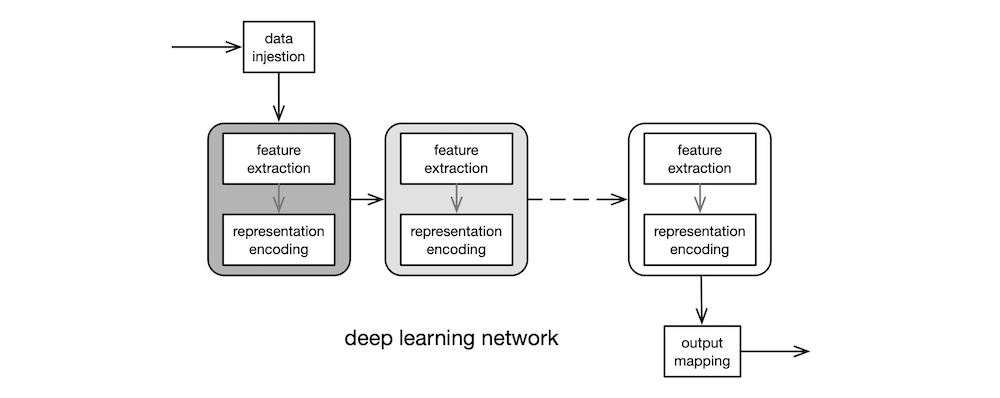 data
injestion
feature
extraction
representation
encoding
feature
extraction
representation
encoding
feature
extraction
representation
encoding
deep learning network
output
mapping